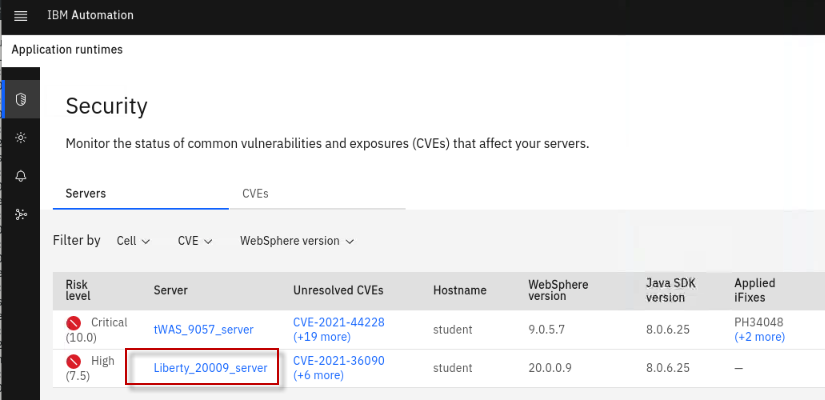 IBM Automation
Application runtimes
Security
Monitor the status of common vulnerabilities and exposures (CVEs) that affect your servers.
Servers CVEs
Filter by Cell CVE WebSphere version
Risk level Server Unresolved CVEs Hostname WebSphere version Java SDK version Applied iFixes
Critical (10.0) tWAS_9057_server CVE-2021-44228 (+19 more) student 9.0.5.7 8.0.6.25 PH34048 (+2 more)
High (7.5) Liberty_20009_server CVE-2021-36090 (+6 more) student 20.0.0.9 8.0.6.25 —